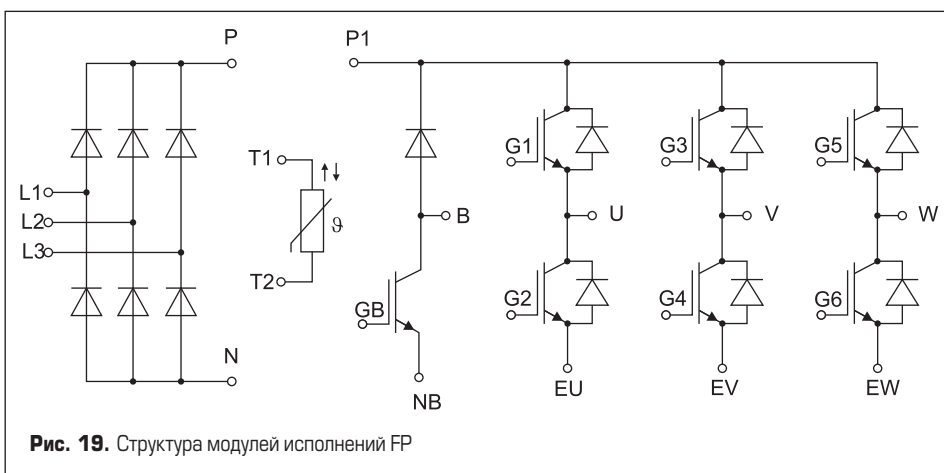 P
P1
L1
L2
L3
N
T1
T2
ϑ
B
GB
NB
G1
U
G2
EU
G3
V
G4
EV
G5
W
G6
EW
Рис. 19. Структура модулей исполнений FP